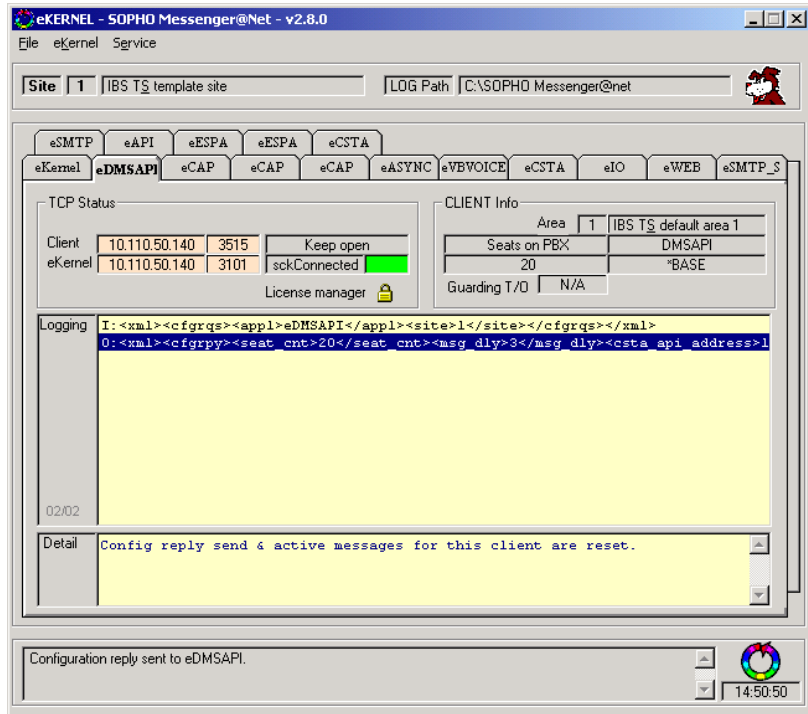 eKERNEL - SOPHO Messenger@Net - v2.8.0
File eKernel Service
Site 1 IBS TS template site LOG Path C:\SOPHO Messenger@net
eSMTP eAPI eESPA eESPA eCSTA
eKernel eDMSAPI eCAP eCAP eCAP eASYNC eVBVOICE eCSTA eIO eWEB eSMTP_S
TCP Status
Client 10.110.50.140 3515 Keep open
eKernel 10.110.50.140 3101 sckConnected
License manager
CLIENT Info
Area 1 IBS TS default area 1
Seats on PBX DMSAPI
20 *BASE
Guarding T/O N/A
Logging
I:<xml><cfgrqs><appl>eDMSAPI</appl><site>1</site></cfgrqs></xml>
O:<xml><cfgrpy><seat_cnt>20</seat_cnt><msg_dly>3</msg_dly><csta_api_address>1
02/02
Detail Config reply send & active messages for this client are reset.
Configuration reply sent to eDMSAPI.
14:50:50